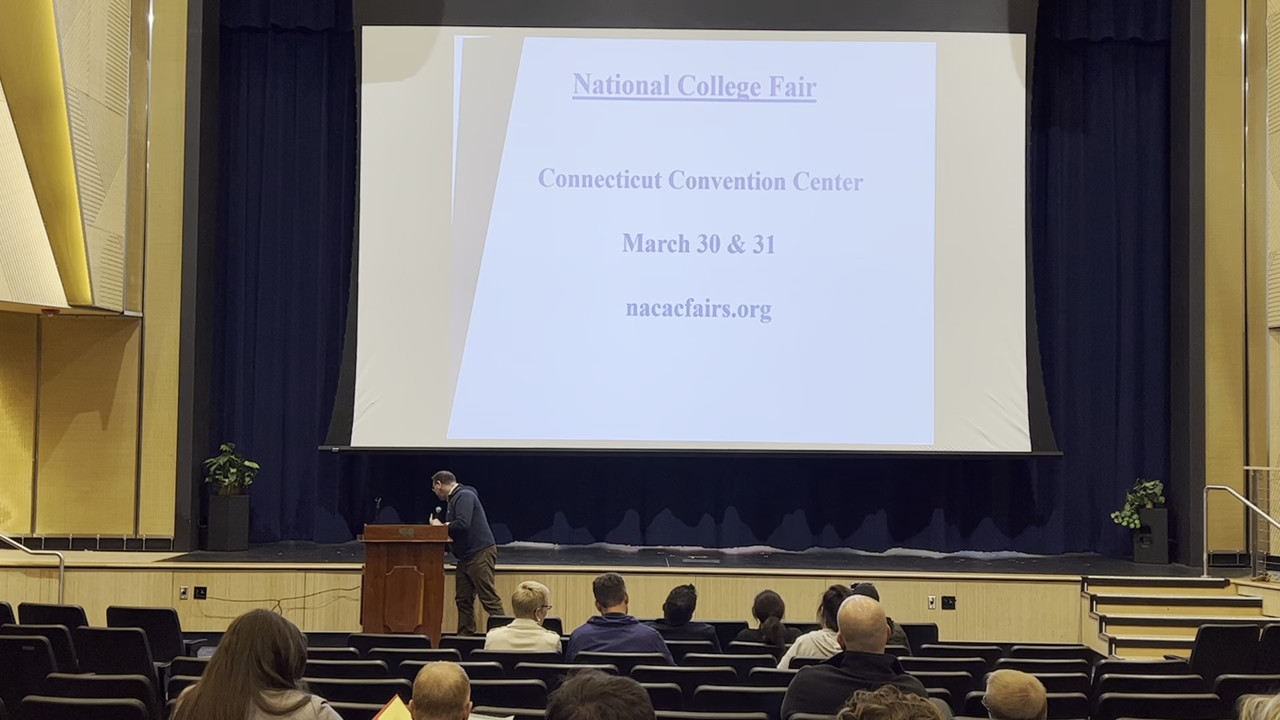 National College Fair
Connecticut Convention Center
March 30 & 31
nacacfairs.org